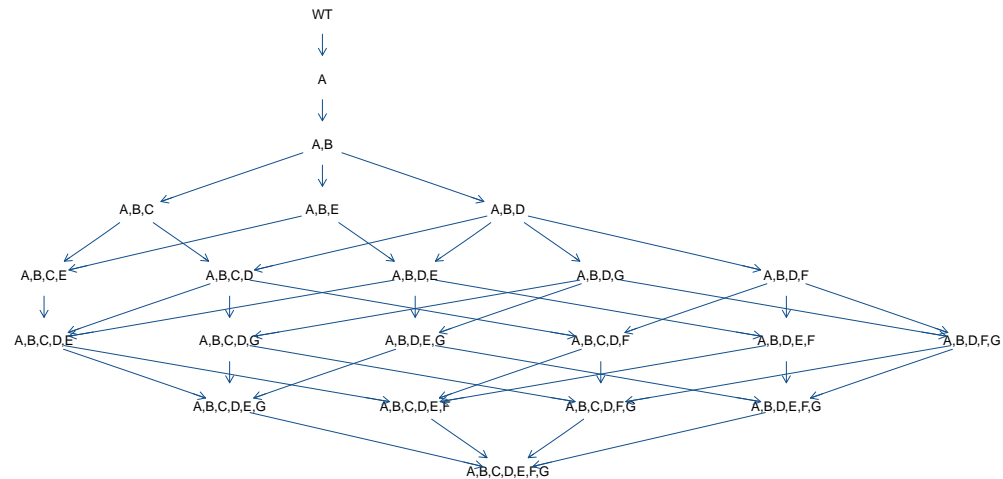 WT
A
A,B
A,B,C
A,B,E
A,B,D
A,B,C,E
A,B,C,D
A,B,D,E
A,B,D,G
A,B,D,F
A,B,C,D,E
A,B,C,D,G
A,B,D,E,G
A,B,C,D,F
A,B,D,E,F
A,B,D,F,G
A,B,C,D,E,G
A,B,C,D,E,F
A,B,C,D,F,G
A,B,D,E,F,G
A,B,C,D,E,F,G